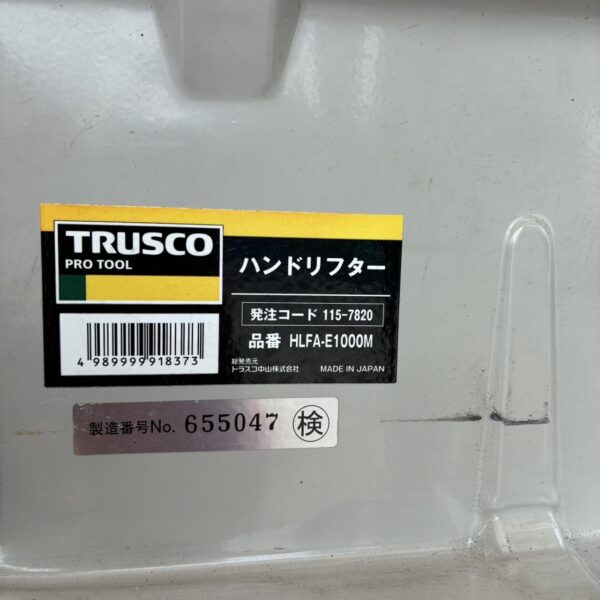 TRUSCO
PRO TOOL
ハンドリフター
発注コード 115-7820
品番 HLFA-E1000M
4 989999 918373
総発売元
トラスコ中山株式会社
MADE IN JAPAN
製造番号No. 655047 検